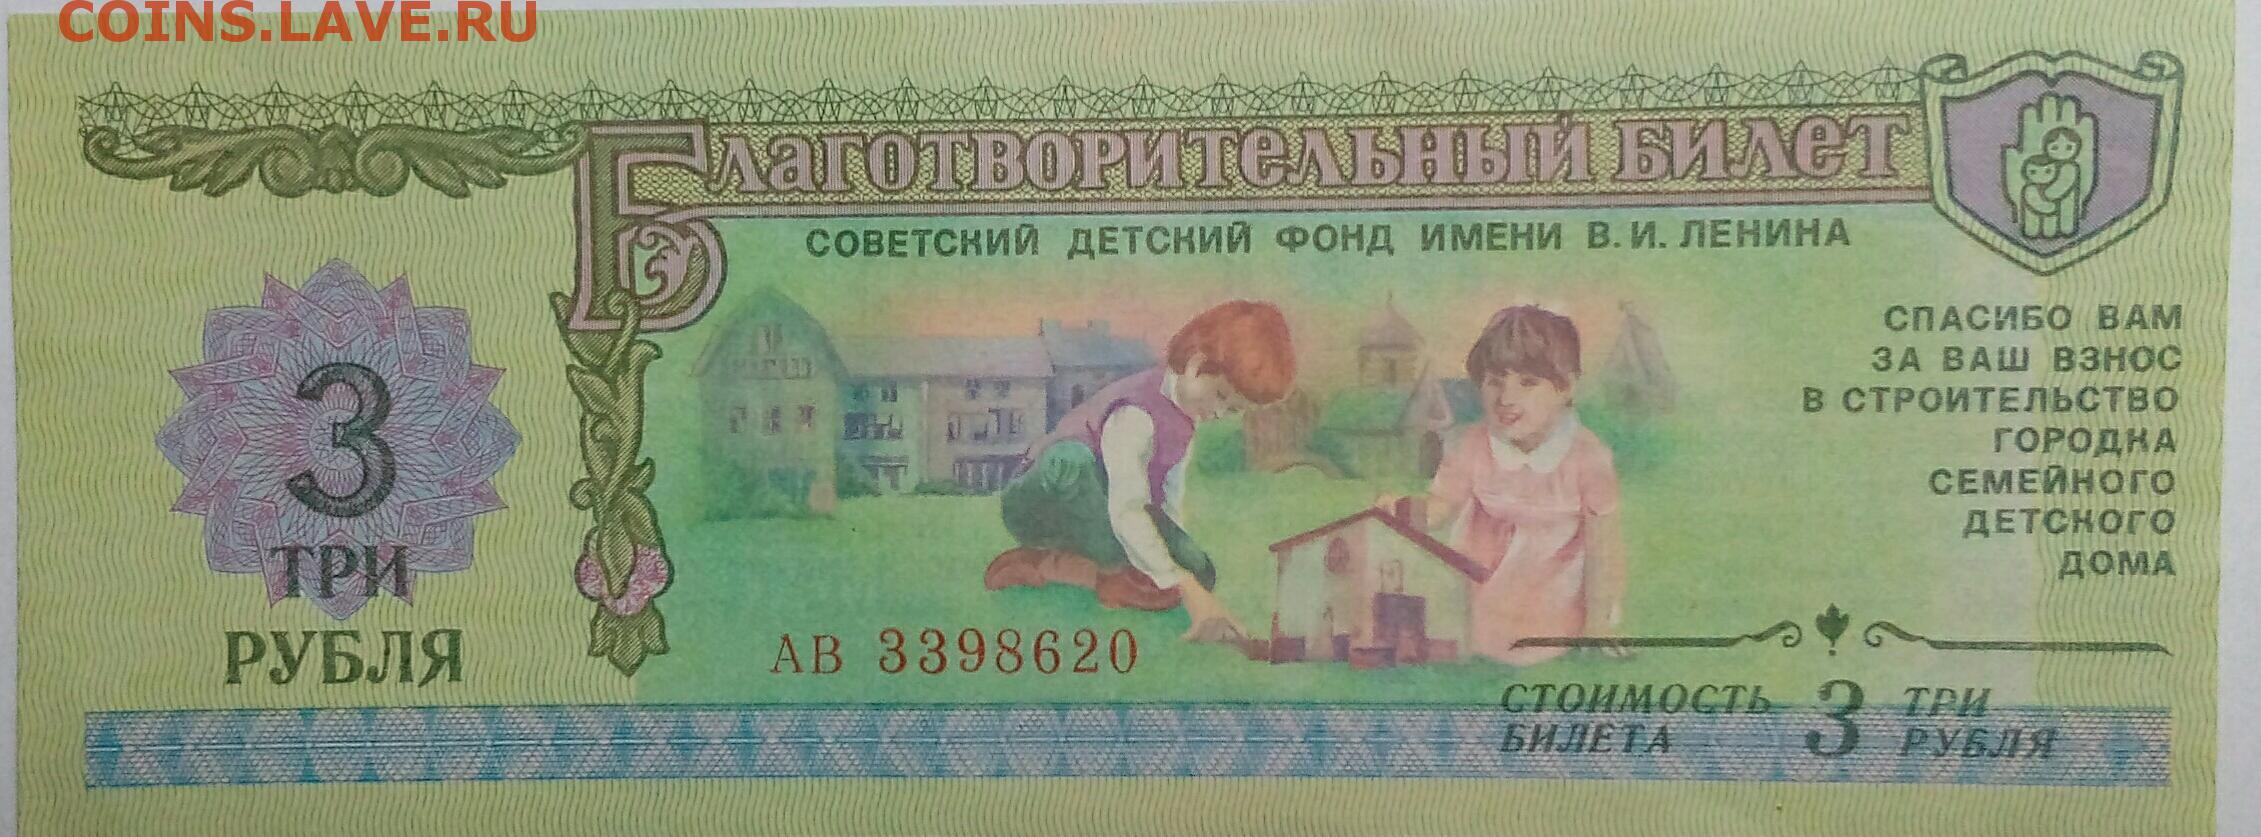 COINS.LAVE.RU
Благотворительный билет
СОВЕТСКИЙ ДЕТСКИЙ ФОНД ИМЕНИ В. И. ЛЕНИНА
СПАСИБО ВАМ
ЗА ВАШ ВЗНОС
В СТРОИТЕЛЬСТВО
ГОРОДКА
СЕМЕЙНОГО
ДЕТСКОГО
ДОМА
3
ТРИ
РУБЛЯ
АВ 3398620
СТОИМОСТЬ БИЛЕТА 3 ТРИ РУБЛЯ